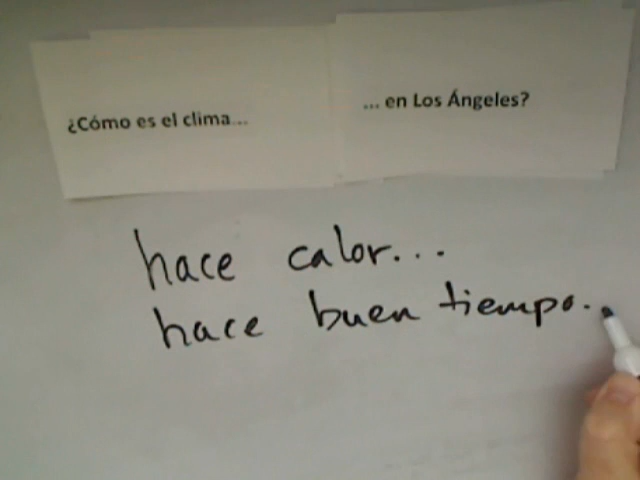 ¿Cómo es el clima... ... en Los Ángeles?
hace calor...
hace buen tiempo..